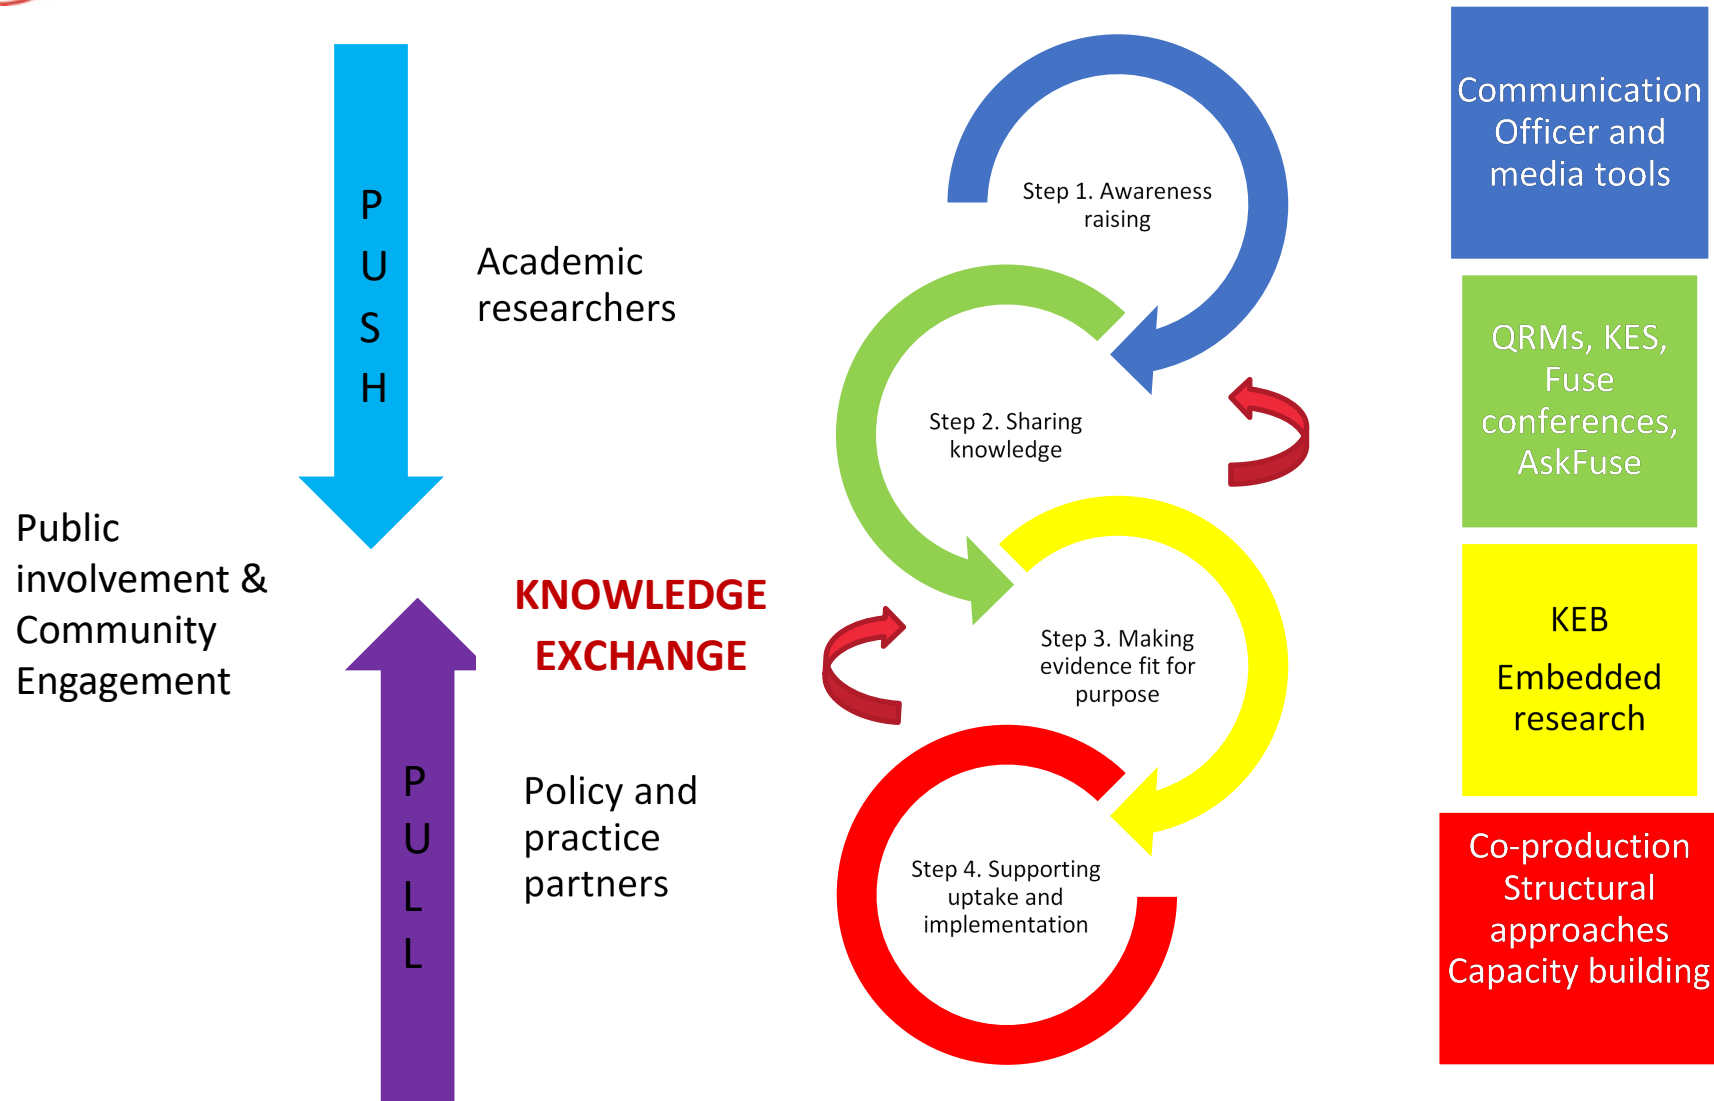 P
U
S
H
Academic
researchers
Public
involvement &
Community
Engagement
KNOWLEDGE
EXCHANGE
P
U
L
L
Policy and
practice
partners
Step 1. Awareness
raising
Step 2. Sharing
knowledge
Step 3. Making
evidence fit for
purpose
Step 4. Supporting
uptake and
implementation
Communication
Officer and
media tools
QRMs, KES,
Fuse
conferences,
AskFuse
KEB
Embedded
research
Co-production
Structural
approaches
Capacity building